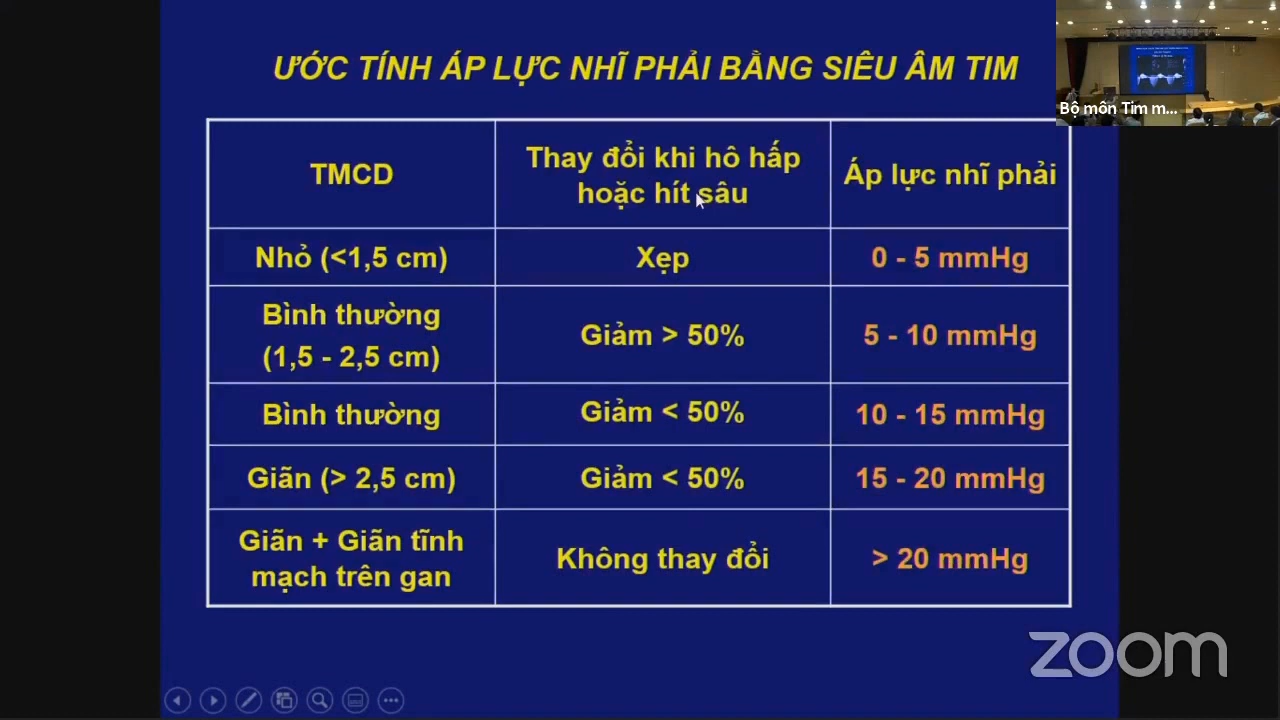 ƯỚC TÍNH ÁP LỰC NHĨ PHẢI BẰNG SIÊU ÂM TIM
Bộ môn Tim m...
TMCD
Thay đổi khi hô hấp
hoặc hít sâu
Áp lực nhĩ phải
Nhỏ (<1,5 cm)
Xẹp
0 - 5 mmHg
Bình thường
(1,5 - 2,5 cm)
Giảm > 50%
5 - 10 mmHg
Bình thường
Giảm < 50%
10 - 15 mmHg
Giãn (> 2,5 cm)
Giảm < 50%
15 - 20 mmHg
Giãn + Giãn tĩnh
mạch trên gan
Không thay đổi
> 20 mmHg
zoom